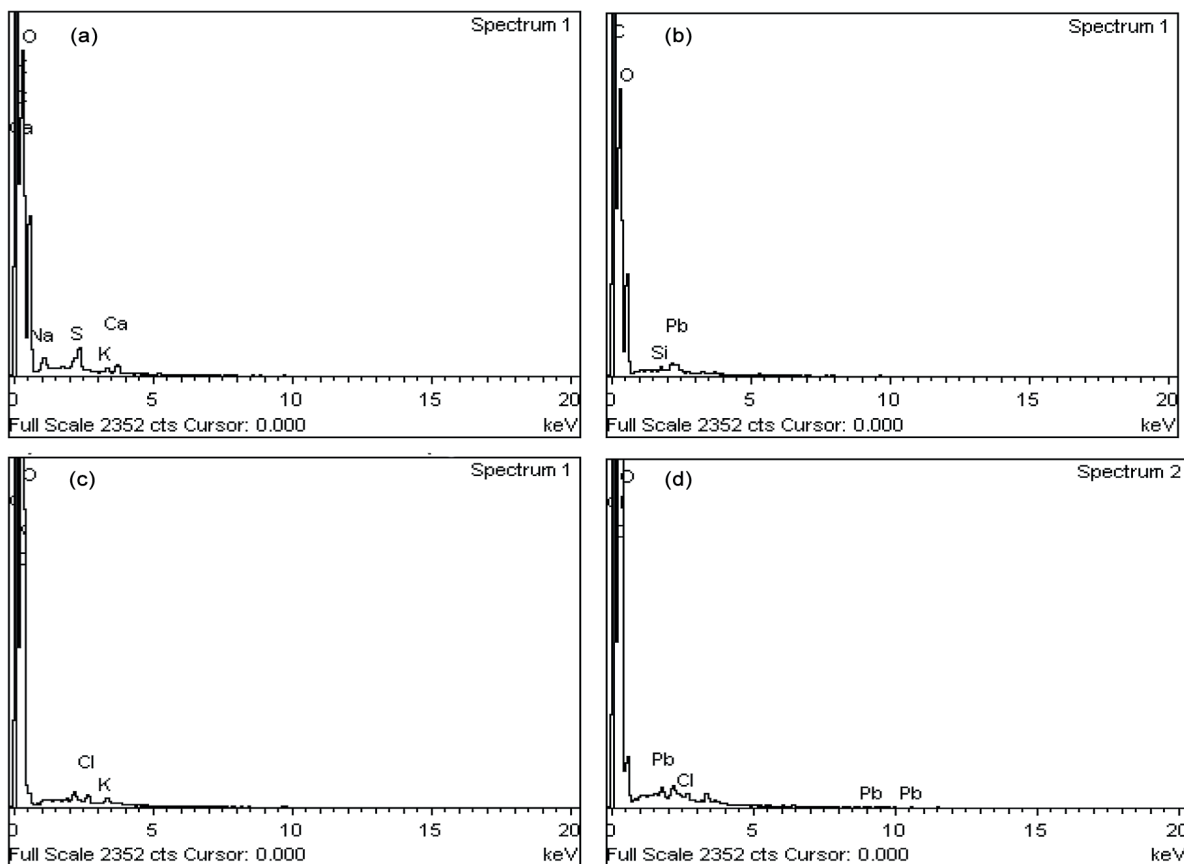 (a) Spectrum 1
O
Na S Ca
K
0 5 10 15 20
Full Scale 2352 cts Cursor: 0.000 keV
(b) Spectrum 1
C
O
Pb
Si
0 5 10 15 20
Full Scale 2352 cts Cursor: 0.000 keV
(c) Spectrum 1
O
Cl
K
0 5 10 15 20
Full Scale 2352 cts Cursor: 0.000 keV
(d) Spectrum 2
O
Pb
Cl
Pb Pb
0 5 10 15 20
Full Scale 2352 cts Cursor: 0.000 keV